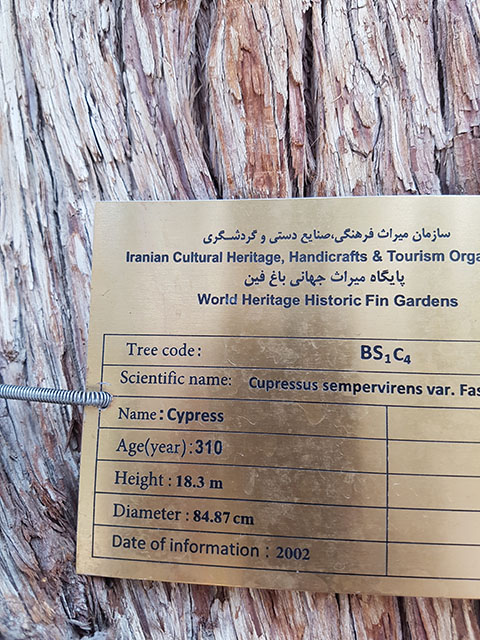 سازمان میراث فرهنگی،صنایع دستی و گردشگری
Iranian Cultural Heritage, Handicrafts & Tourism
پایگاه میراث جهانی باغ فین
World Heritage Historic Fin Gardens
Tree code: BS₁C₄
Scientific name: Cupressus sempervirens var.
Name: Cypress
Age(year): 310
Height : 18.3 m
Diameter : 84.87 cm
Date of information : 2002